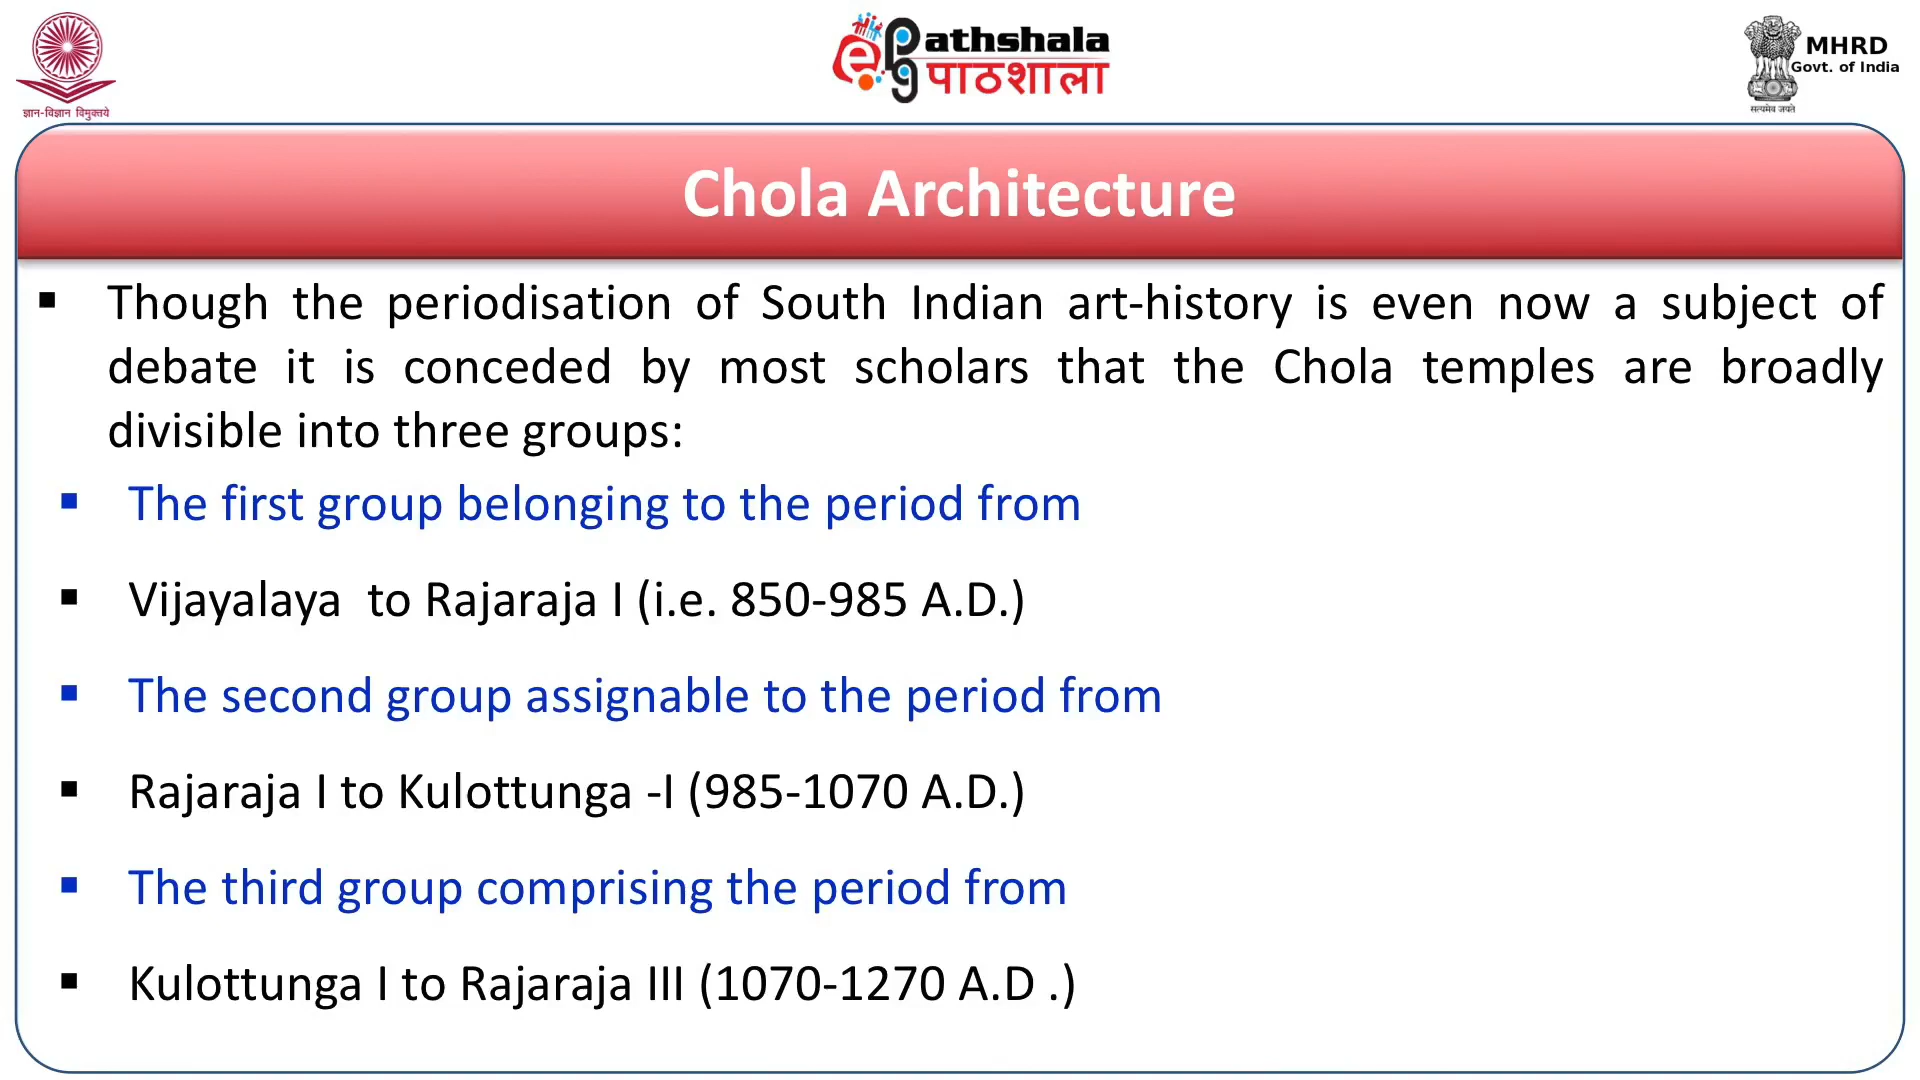 ज्ञान-विज्ञान विमुक्तये
ePathshala
पाठशाला
MHRD
Govt. of India
सत्यमेव जयते
Chola Architecture
▪ Though the periodisation of South Indian art-history is even now a subject of
debate it is conceded by most scholars that the Chola temples are broadly
divisible into three groups:
▪ The first group belonging to the period from
▪ Vijayalaya to Rajaraja I (i.e. 850-985 A.D.)
▪ The second group assignable to the period from
▪ Rajaraja I to Kulottunga -I (985-1070 A.D.)
▪ The third group comprising the period from
▪ Kulottunga I to Rajaraja III (1070-1270 A.D .)